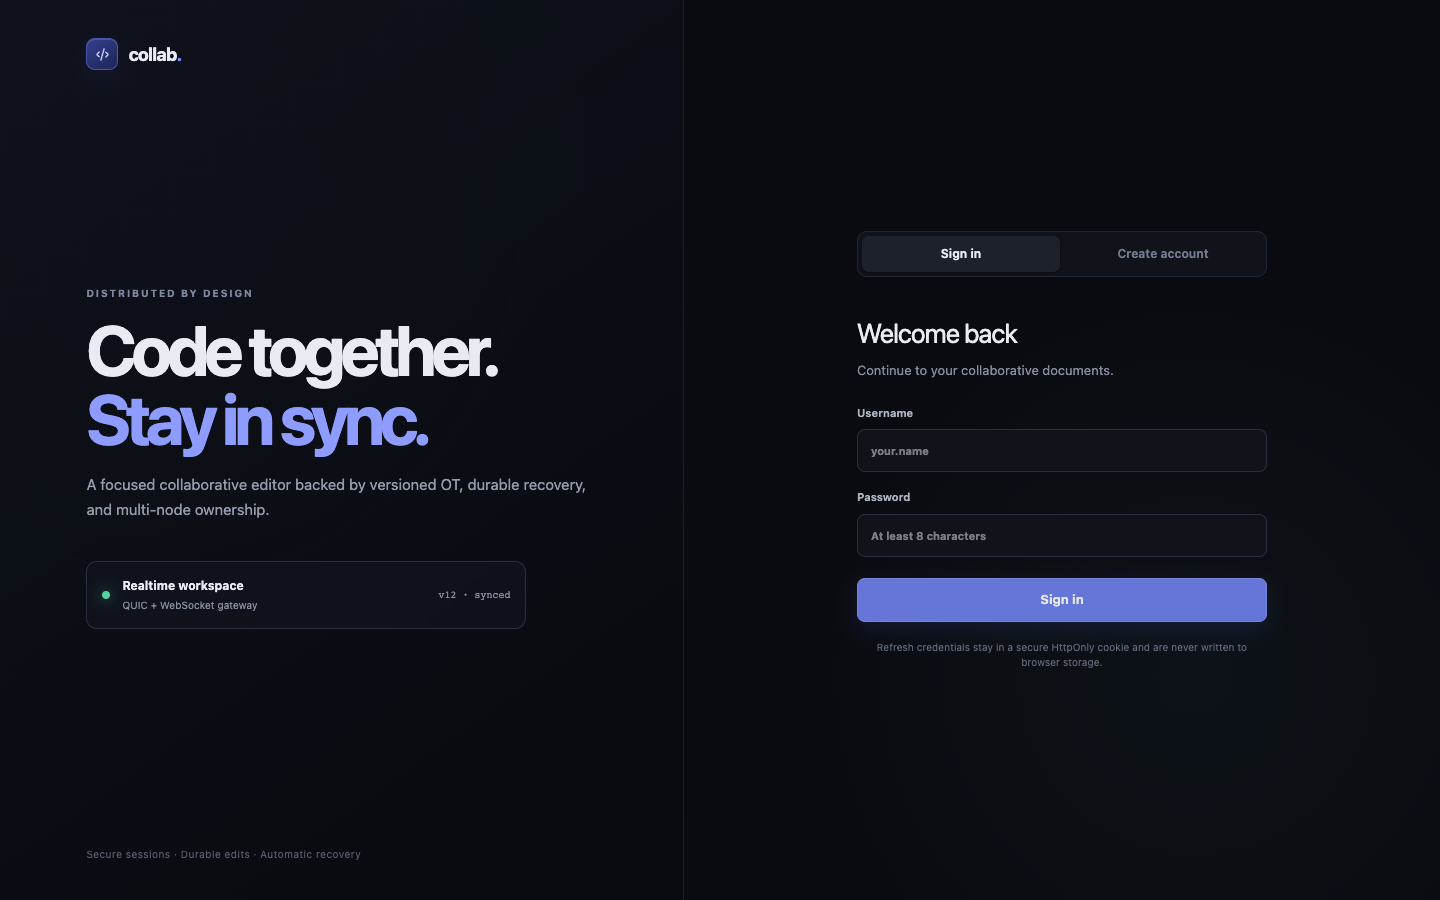 collab.
DISTRIBUTED BY DESIGN
Code together.
Stay in sync.
A focused collaborative editor backed by versioned OT, durable recovery,
and multi-node ownership.
Realtime workspace
QUIC + WebSocket gateway
v12 · synced
Secure sessions · Durable edits · Automatic recovery
Sign in
Create account
Welcome back
Continue to your collaborative documents.
Username
your.name
Password
At least 8 characters
Sign in
Refresh credentials stay in a secure HttpOnly cookie and are never written to
browser storage.